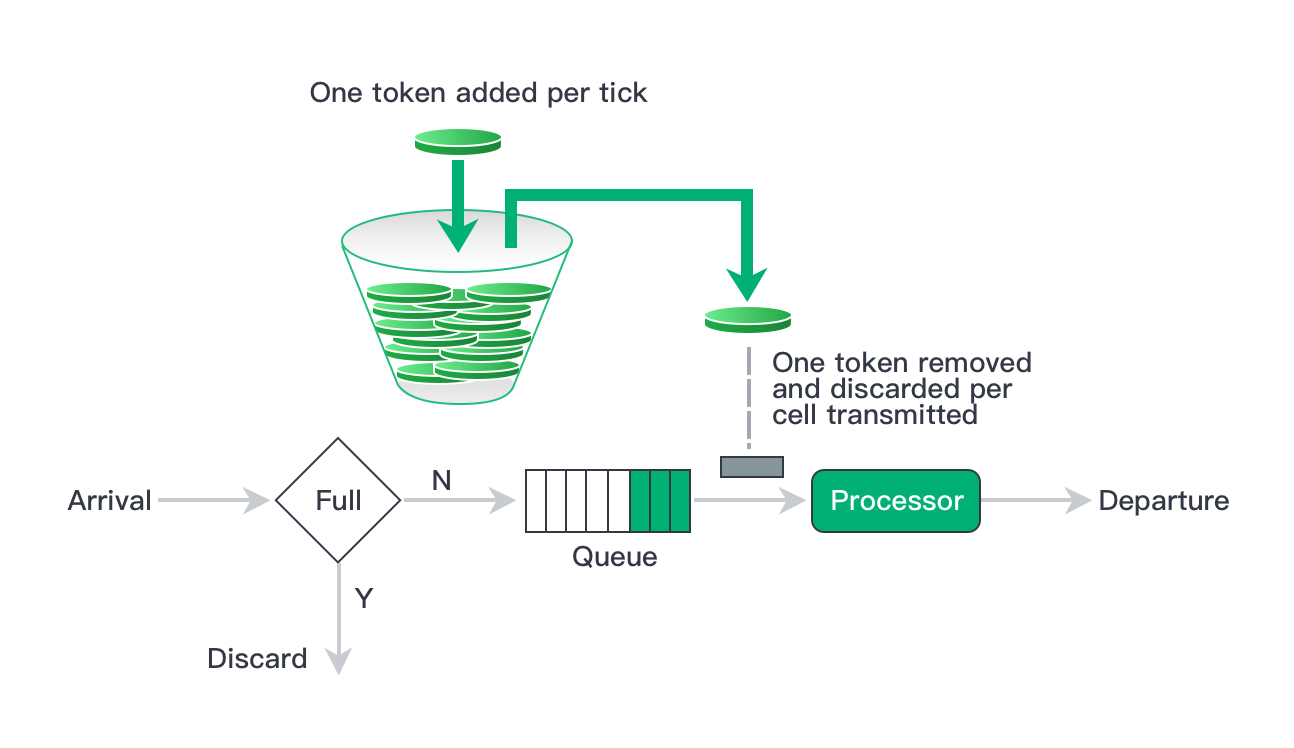 One token added per tick
One token removed
and discarded per
cell transmitted
Arrival
Full
N
Queue
Processor
Departure
Y
Discard